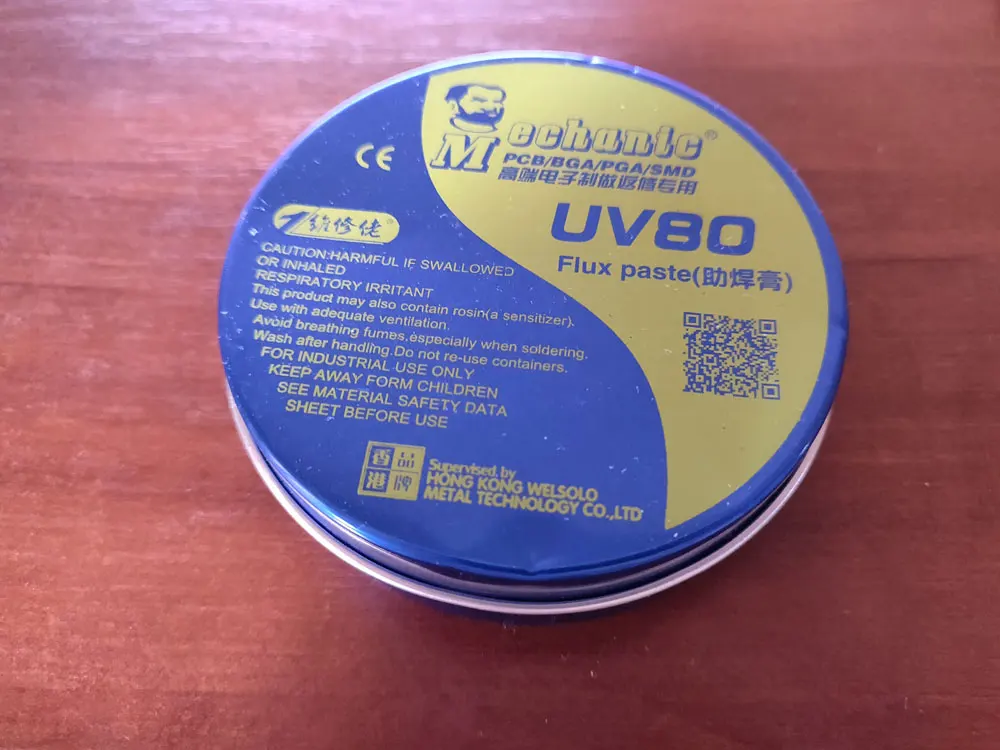 Mechanic®
PCB/BGA/PGA/SMD
高端电子制做返修专用
UV80
Flux paste(助焊膏)
CE
维修佬®
CAUTION:HARMFUL IF SWALLOWED
OR INHALED
RESPIRATORY IRRITANT
This product may also contain rosin(a sensitizer).
Use with adequate ventilation.
Avoid breathing fumes.especially when soldering.
Wash after handling.Do not re-use containers.
FOR INDUSTRIAL USE ONLY
KEEP AWAY FORM CHILDREN
SEE MATERIAL SAFETY DATA
SHEET BEFORE USE
香港
牌
Supervised. by
HONG KONG WELSOLO
METAL TECHNOLOGY CO.,LTD